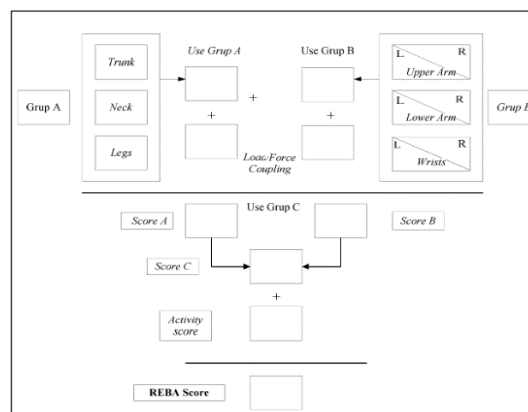 Use Grup A
Use Grup B
Trunk
L R
Upper Arm
+
Grup A
Neck
L R
Lower Arm
Grup B
+
+
Legs
Load/Force
Coupling
L R
Wrists
Use Grup C
Score A
Score B
Score C
+
Activity
score
REBA Score